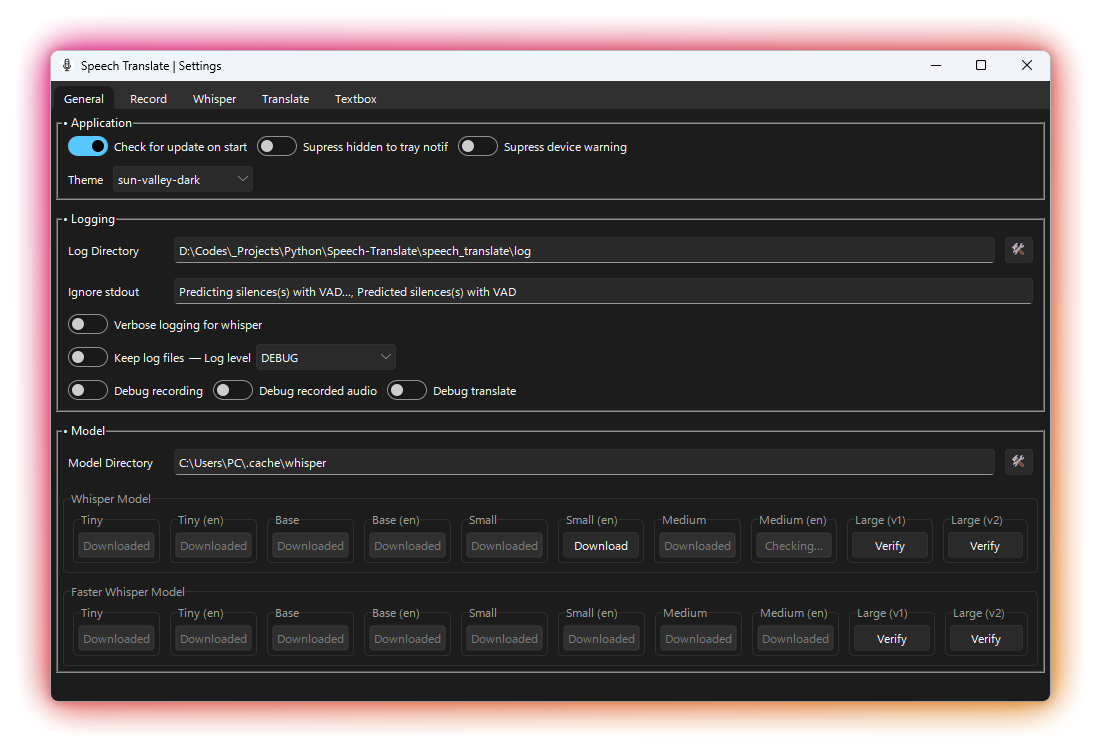 Speech Translate | Settings
General Record Whisper Translate Textbox
• Application
Check for update on start Supress hidden to tray notif Supress device warning
Theme sun-valley-dark
• Logging
Log Directory D:\Codes\_Projects\Python\Speech-Translate\speech_translate\log
Ignore stdout Predicting silences(s) with VAD..., Predicted silences(s) with VAD
Verbose logging for whisper
Keep log files — Log level DEBUG
Debug recording Debug recorded audio Debug translate
• Model
Model Directory C:\Users\PC\.cache\whisper
Whisper Model
Tiny Tiny (en) Base Base (en) Small Small (en) Medium Medium (en) Large (v1) Large (v2)
Downloaded Downloaded Downloaded Downloaded Downloaded Download Downloaded Checking... Verify Verify
Faster Whisper Model
Tiny Tiny (en) Base Base (en) Small Small (en) Medium Medium (en) Large (v1) Large (v2)
Downloaded Downloaded Downloaded Downloaded Downloaded Downloaded Downloaded Downloaded Verify Verify